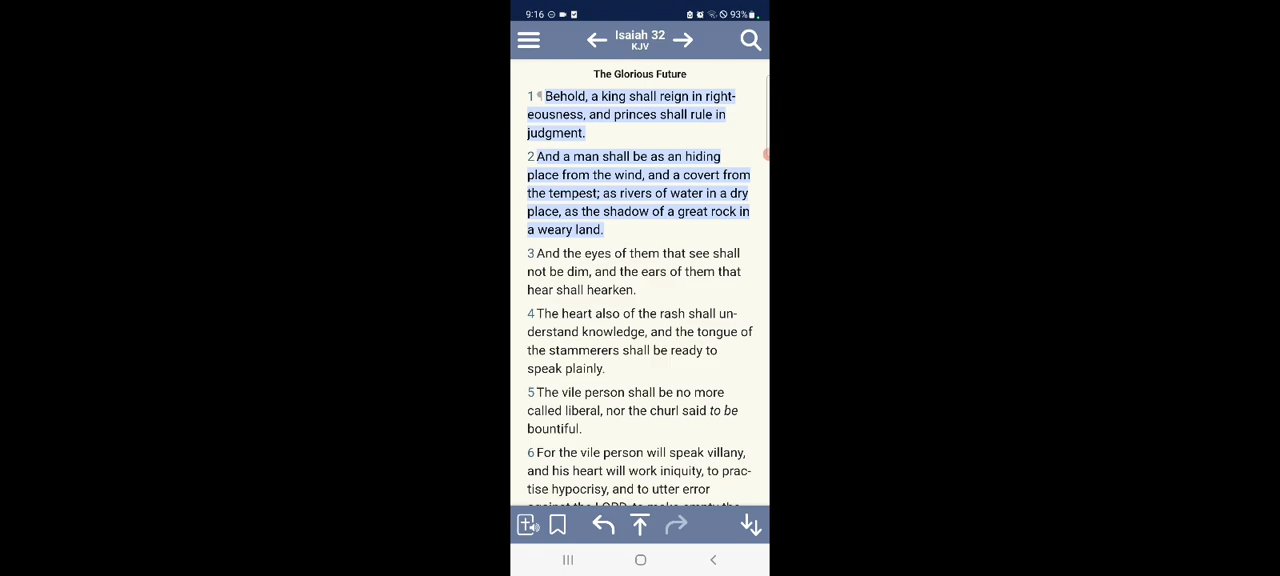 9:16
93%
Isaiah 32
KJV
The Glorious Future
1 ¶ Behold, a king shall reign in right-
eousness, and princes shall rule in
judgment.
2 And a man shall be as an hiding
place from the wind, and a covert from
the tempest; as rivers of water in a dry
place, as the shadow of a great rock in
a weary land.
3 And the eyes of them that see shall
not be dim, and the ears of them that
hear shall hearken.
4 The heart also of the rash shall un-
derstand knowledge, and the tongue of
the stammerers shall be ready to
speak plainly.
5 The vile person shall be no more
called liberal, nor the churl said to be
bountiful.
6 For the vile person will speak villany,
and his heart will work iniquity, to prac-
tise hypocrisy, and to utter error
against the LORD, to make empty the